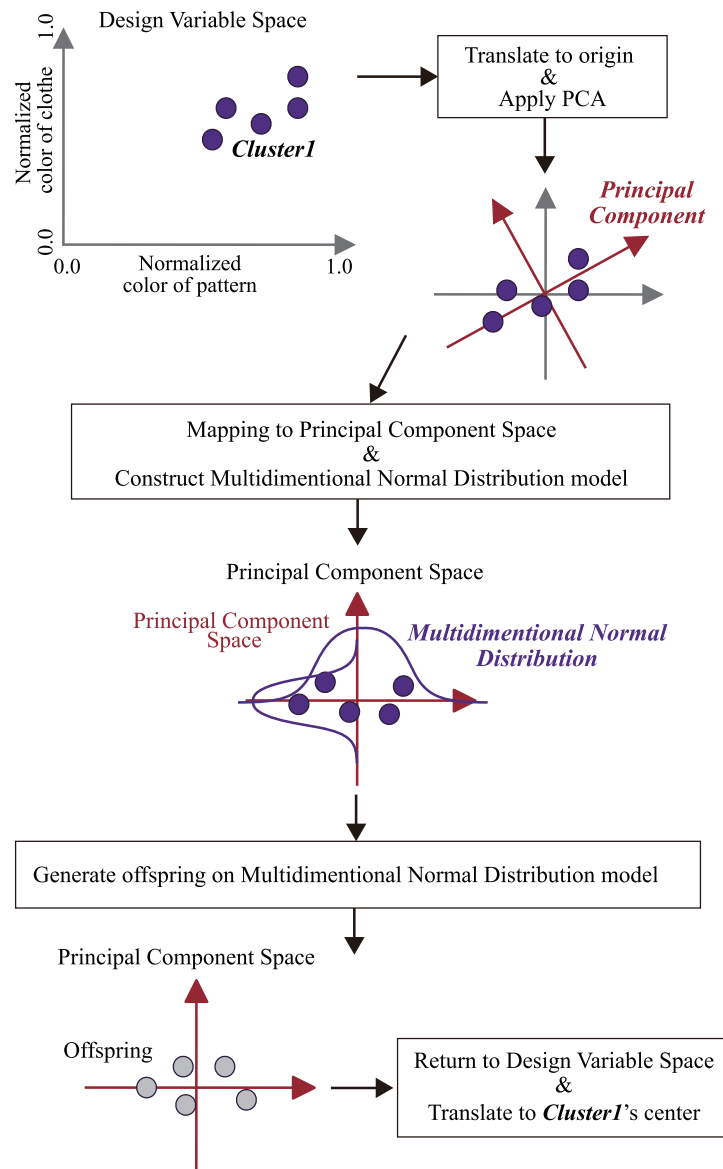 Design Variable Space
1.0
Normalized
color of clothe
0.0
Cluster1
0.0
Normalized
color of pattern
1.0
Translate to origin
&
Apply PCA
Principal
Component
Mapping to Principal Component Space
&
Construct Multidimentional Normal Distribution model
Principal Component Space
Principal Component
Space
Multidimentional Normal
Distribution
Generate offspring on Multidimentional Normal Distribution model
Principal Component Space
Offspring
Return to Design Variable Space
&
Translate to Cluster1's center